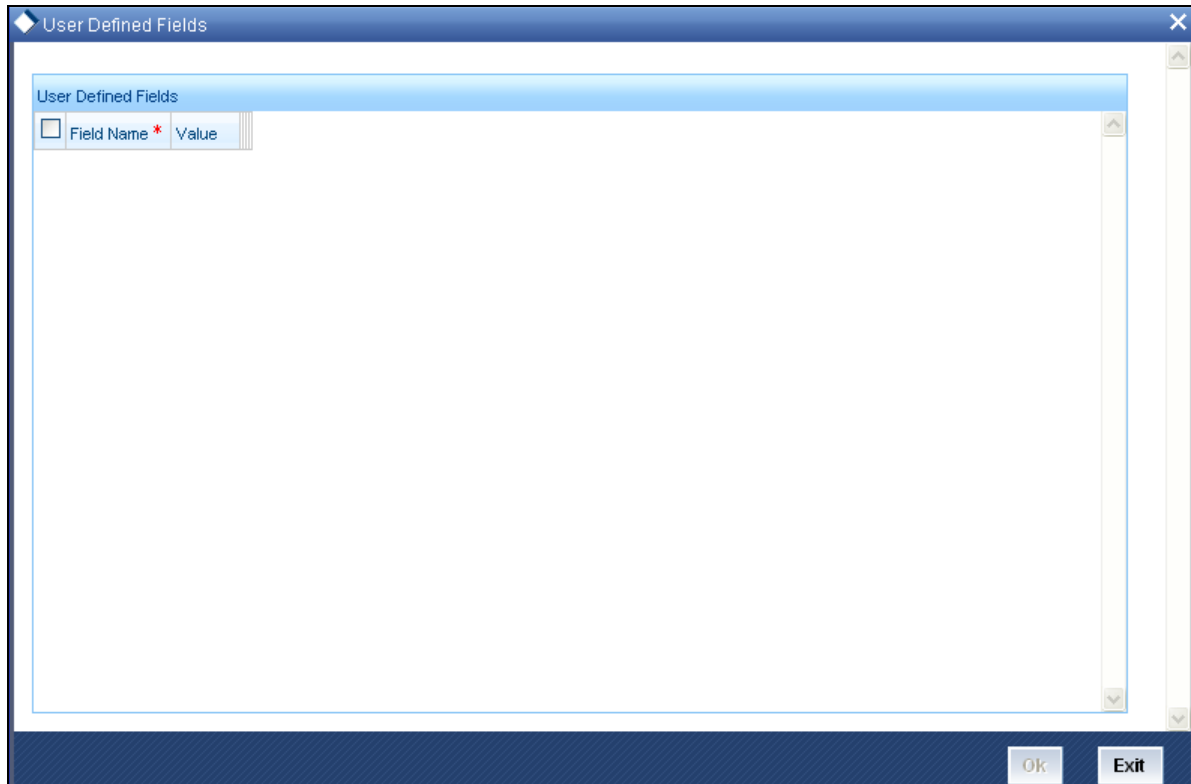 User Defined Fields
User Defined Fields
Field Name * Value
Ok Exit